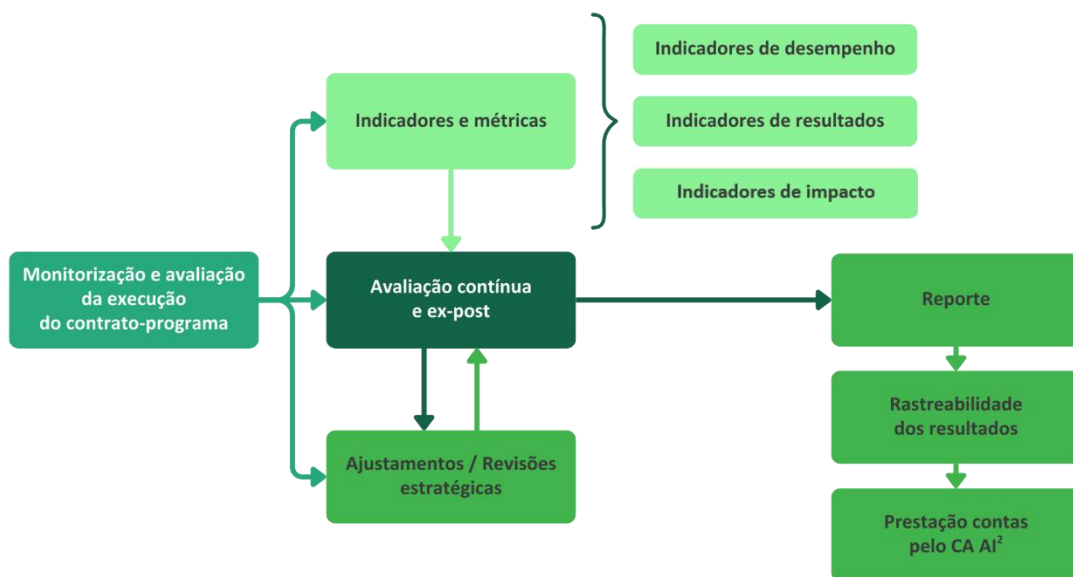 Indicadores de desempenho
Indicadores e métricas
Indicadores de resultados
Indicadores de impacto
Monitorização e avaliação
da execução
do contrato-programa
Avaliação contínua
e ex-post
Reporte
Rastreabilidade
dos resultados
Ajustamentos / Revisões
estratégicas
Prestação contas
pelo CA AI²